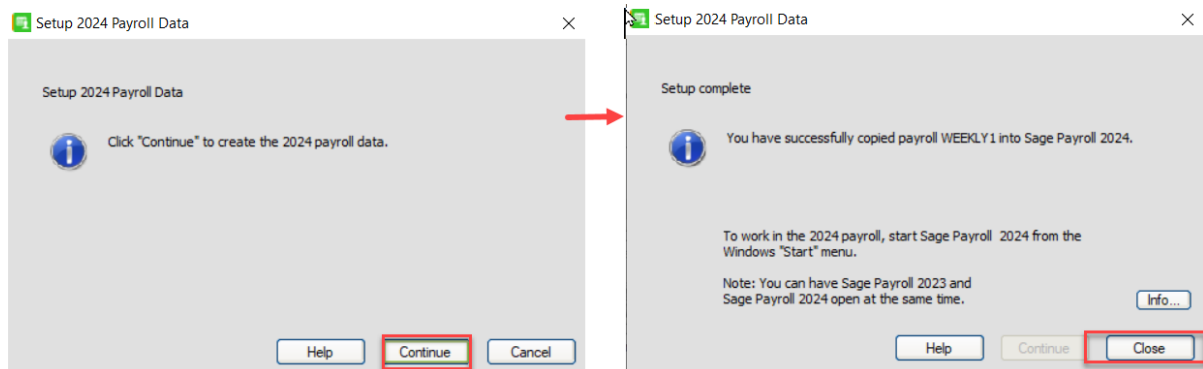 Setup 2024 Payroll Data
Setup 2024 Payroll Data
Click "Continue" to create the 2024 payroll data.
Help
Continue
Cancel
Setup 2024 Payroll Data
Setup complete
You have successfully copied payroll WEEKLY1 into Sage Payroll 2024.
To work in the 2024 payroll, start Sage Payroll 2024 from the
Windows "Start" menu.
Note: You can have Sage Payroll 2023 and
Sage Payroll 2024 open at the same time.
Info...
Help
Continue
Close